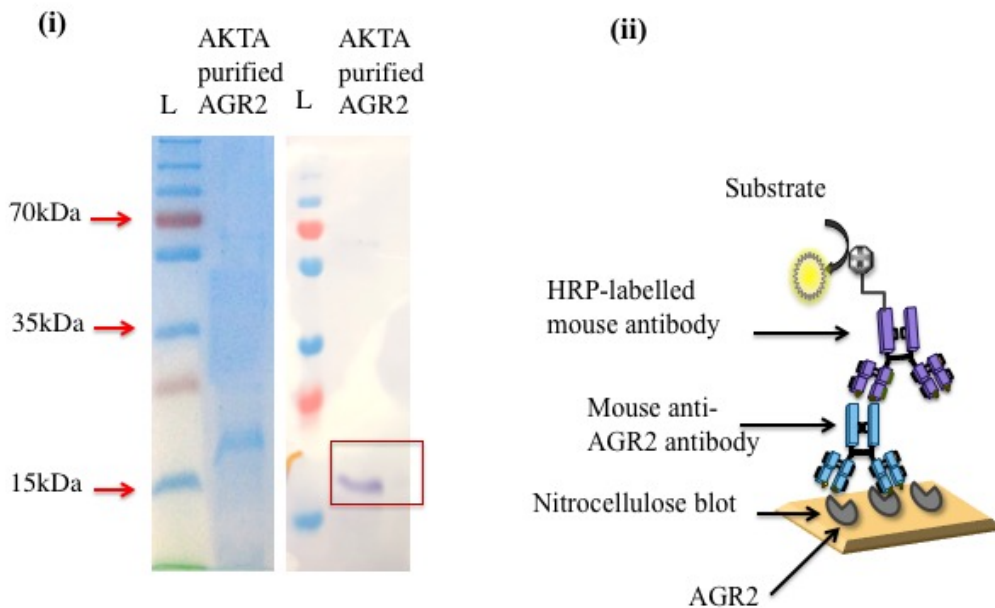 (i)
AKTA
purified
AGR2
L
AKTA
purified
AGR2
L
70kDa
35kDa
15kDa
(ii)
Substrate
HRP-labelled
mouse antibody
Mouse anti-
AGR2 antibody
Nitrocellulose blot
AGR2